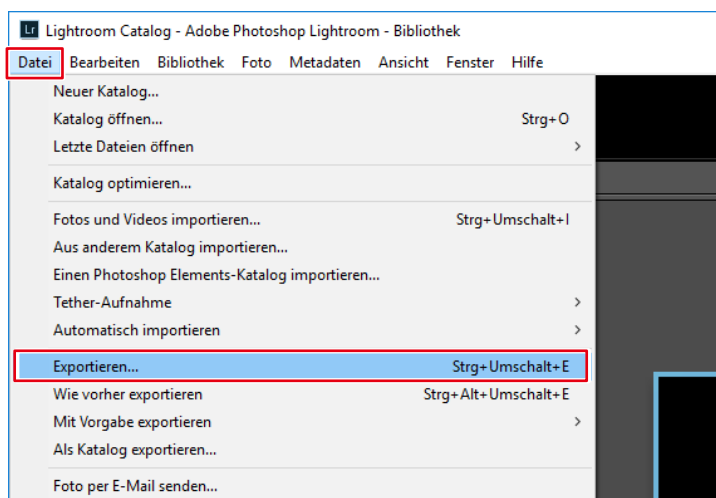 Lr Lightroom Catalog - Adobe Photoshop Lightroom - Bibliothek
Datei Bearbeiten Bibliothek Foto Metadaten Ansicht Fenster Hilfe
Neuer Katalog...
Katalog öffnen... Strg+O
Letzte Dateien öffnen >
Katalog optimieren...
Fotos und Videos importieren... Strg+Umschalt+I
Aus anderem Katalog importieren...
Einen Photoshop Elements-Katalog importieren...
Tether-Aufnahme >
Automatisch importieren >
Exportieren... Strg+Umschalt+E
Wie vorher exportieren Strg+Alt+Umschalt+E
Mit Vorgabe exportieren >
Als Katalog exportieren...
Foto per E-Mail senden...